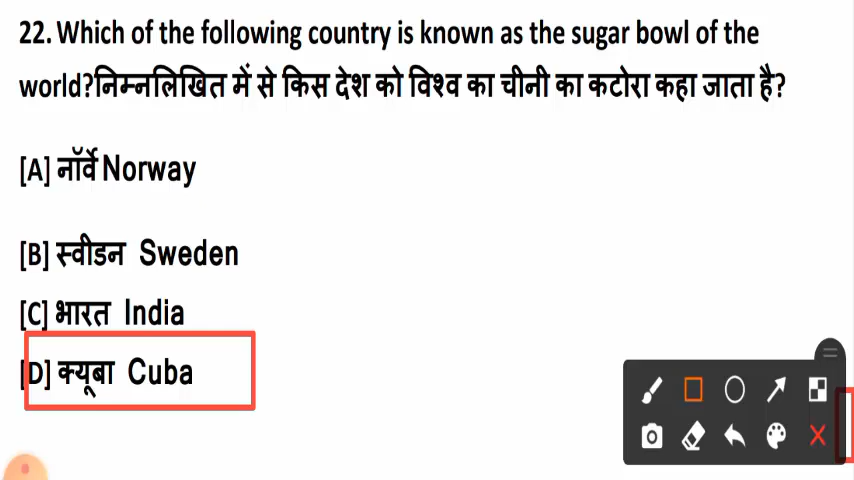 22. Which of the following country is known as the sugar bowl of the
world?निम्नलिखित में से किस देश को विश्व का चीनी का कटोरा कहा जाता है?
[A] नॉर्वे Norway
[B] स्वीडन Sweden
[C] भारत India
[D] क्यूबा Cuba